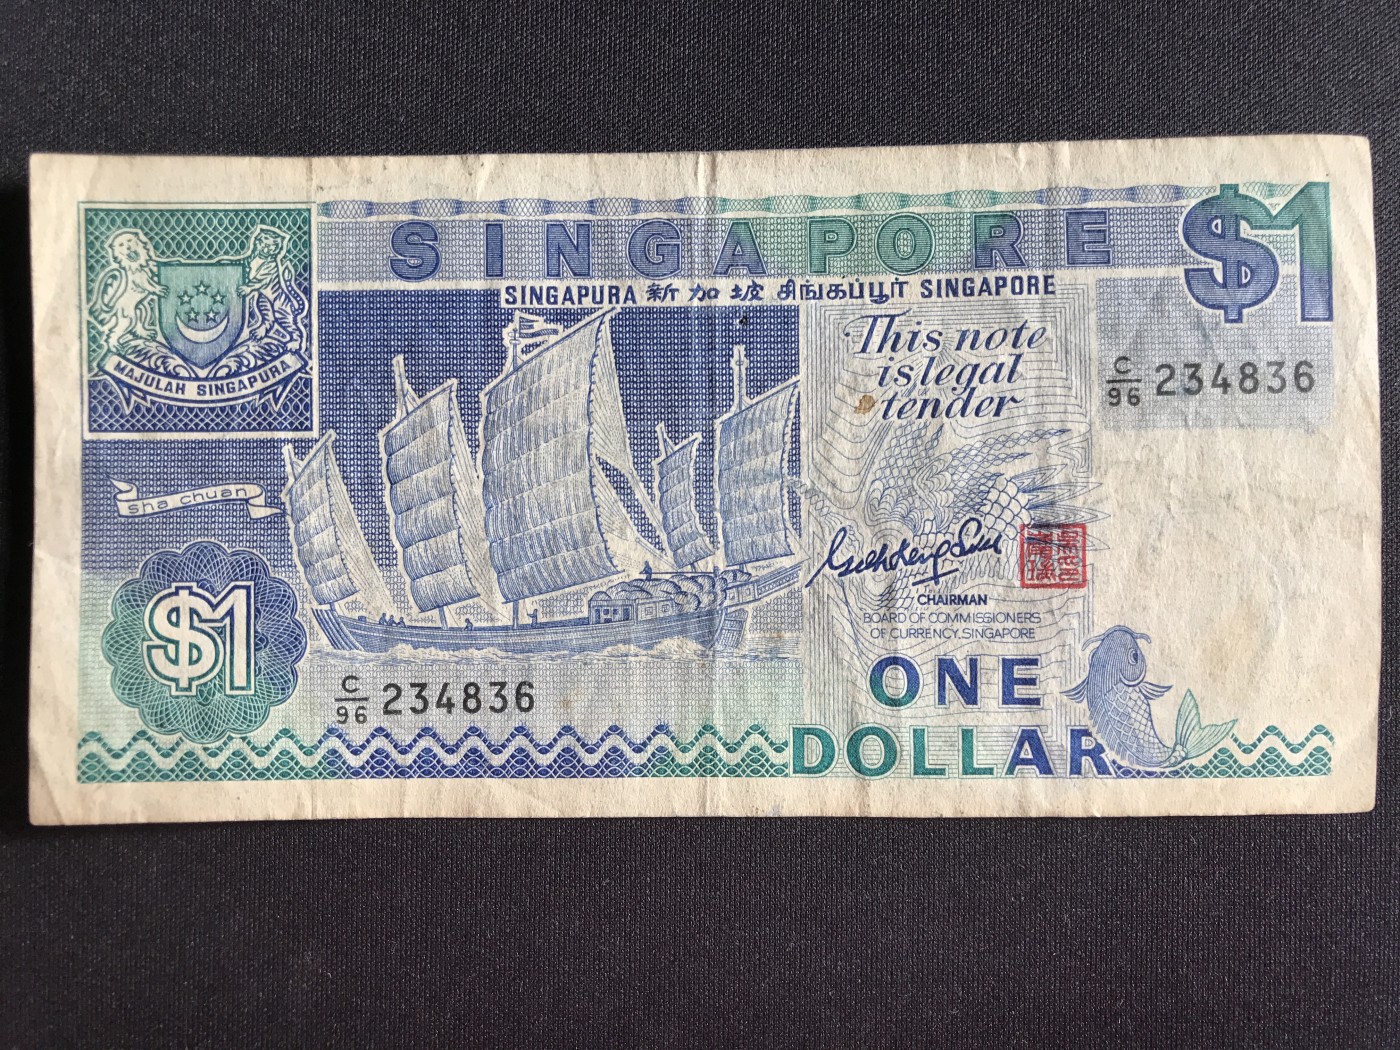 SINGAPORE
$1
SINGAPURA 新加坡 சிங்கப்பூர் SINGAPORE
MAJULAH SINGAPURA
This note
is legal
tender
C/96 234836
sha chuan
CHAIRMAN
BOARD OF COMMISSIONERS
OF CURRENCY, SINGAPORE
$1
C/96 234836
ONE
DOLLAR